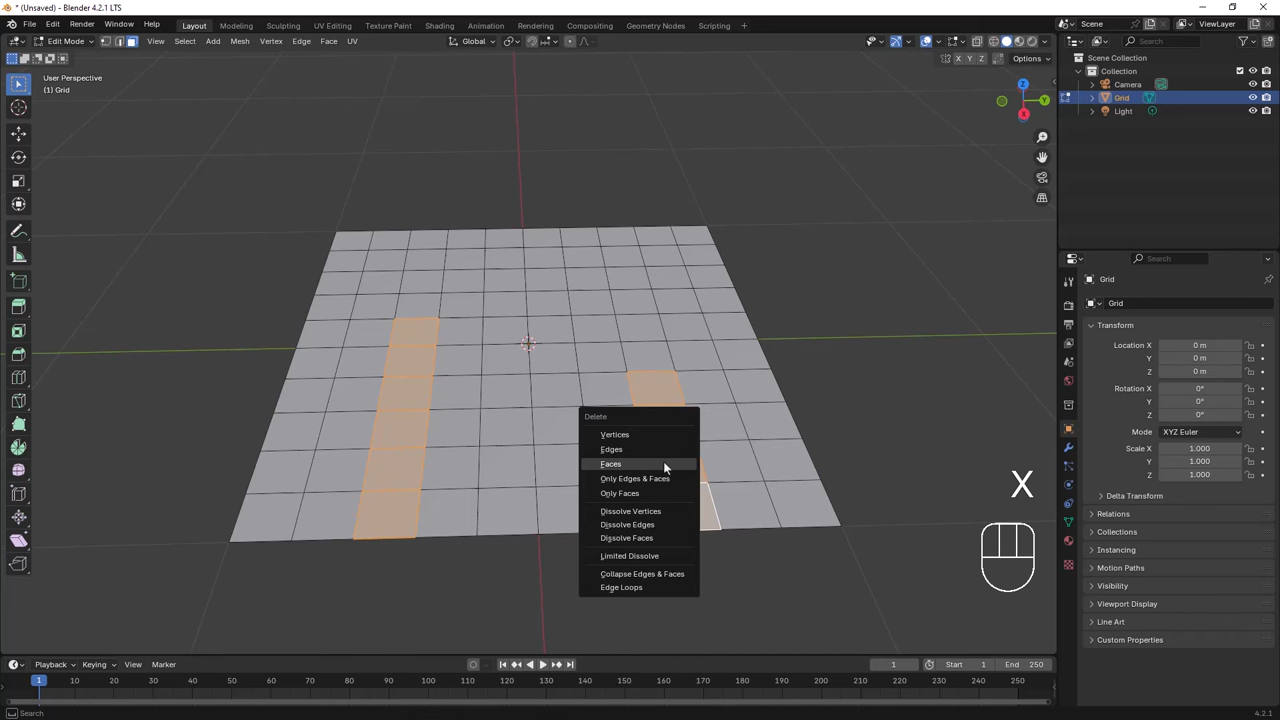 * (Unsaved) - Blender 4.2.1 LTS
File Edit Render Window Help Layout Modeling Sculpting UV Editing Texture Paint Shading Animation Rendering Compositing Geometry Nodes Scripting + Scene ViewLayer
Edit Mode View Select Add Mesh Vertex Edge Face UV Global Search
X Y Z Options
User Perspective
(1) Grid
Z
Y
X
Scene Collection
Collection
Camera
Grid
Light
Delete
Vertices
Edges
Faces
Only Edges & Faces
Only Faces
Dissolve Vertices
Dissolve Edges
Dissolve Faces
Limited Dissolve
Collapse Edges & Faces
Edge Loops
X
Search
Grid
Grid
Transform
Location X 0 m
Y 0 m
Z 0 m
Rotation X 0°
Y 0°
Z 0°
Mode XYZ Euler
Scale X 1.000
Y 1.000
Z 1.000
Delta Transform
Relations
Collections
Instancing
Motion Paths
Visibility
Viewport Display
Line Art
Custom Properties
Playback Keying View Marker 1 Start 1 End 250
1 10 20 30 40 50 60 70 80 90 100 110 120 130 140 150 160 170 180 190 200 210 220 230 240 250
Search 4.2.1